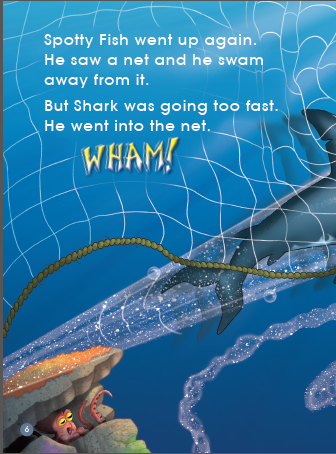 Spotty Fish went up again.
He saw a net and he swam
away from it.
But Shark was going too fast.
He went into the net.
WHAM!
6